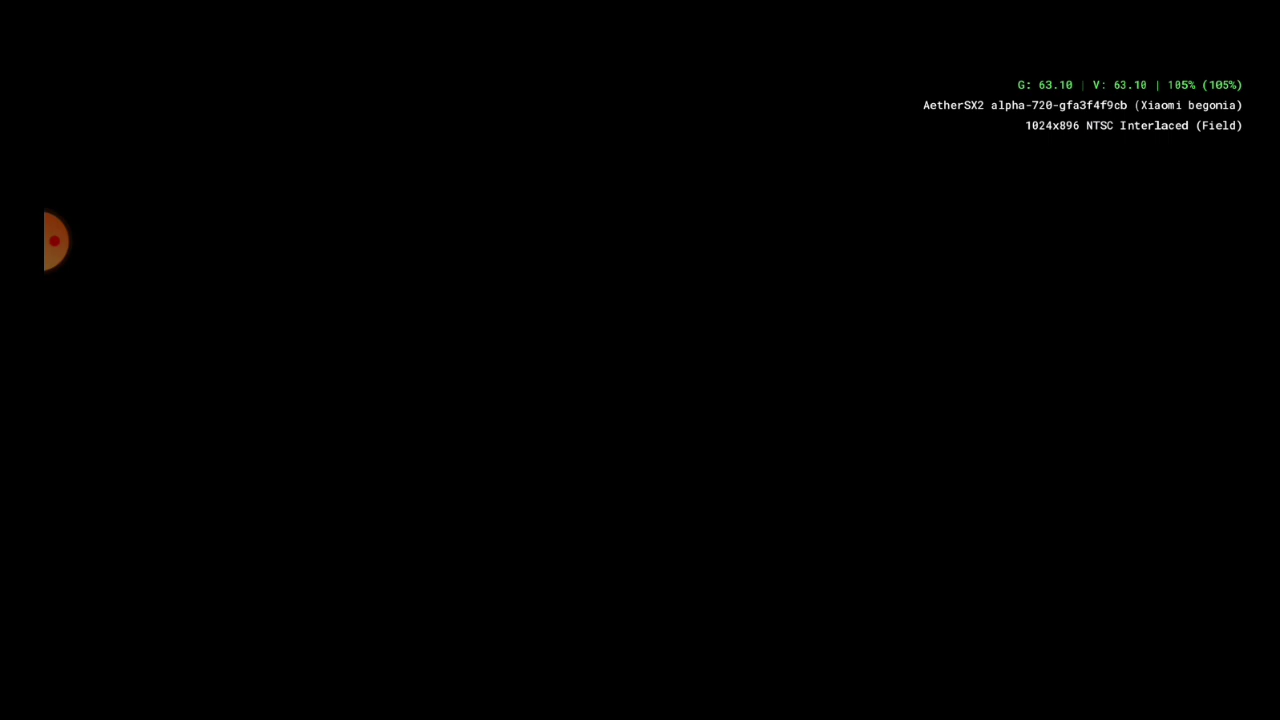 G: 63.10 | V: 63.10 | 105% (105%)
AetherSX2 alpha-720-gfa3f4f9cb (Xiaomi begonia)
1024x896 NTSC Interlaced (Field)